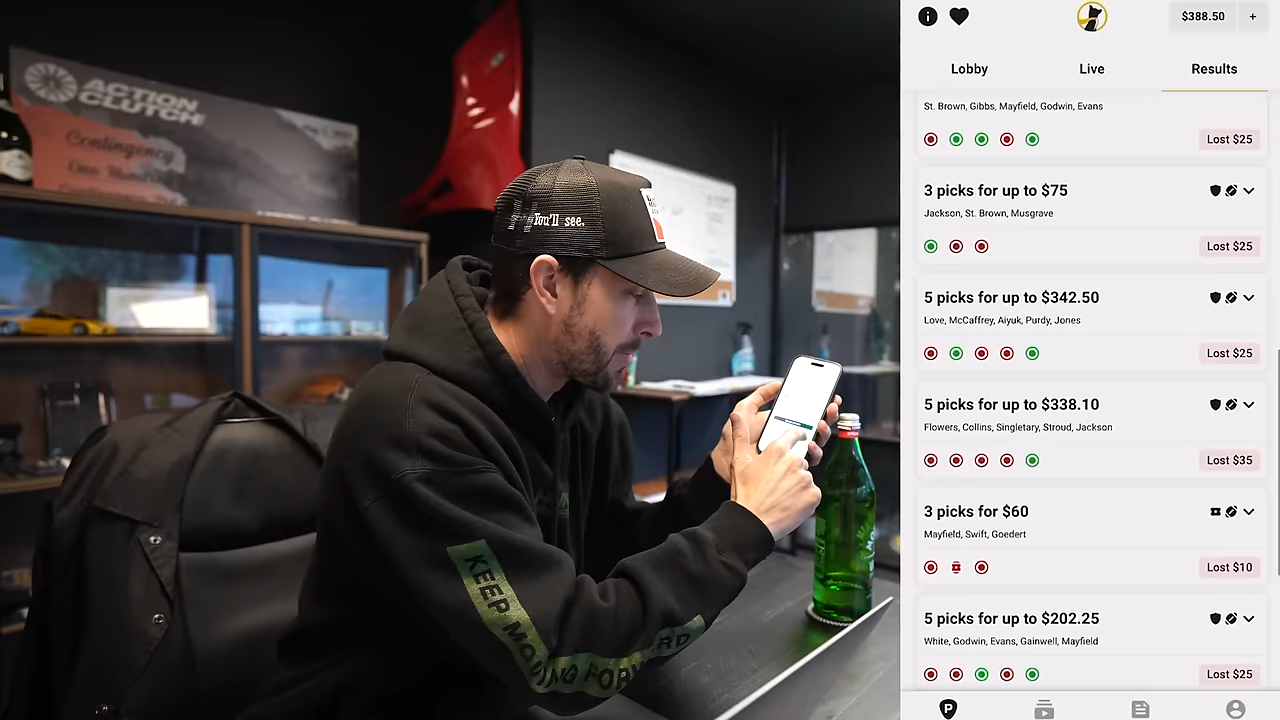 ACTION
CLUTCH
Contingency
You'll see.
KEEP MOVING FORWARD
$388.50
+
Lobby
Live
Results
St. Brown, Gibbs, Mayfield, Godwin, Evans
Lost $25
3 picks for up to $75
Jackson, St. Brown, Musgrave
Lost $25
5 picks for up to $342.50
Love, McCaffrey, Aiyuk, Purdy, Jones
Lost $25
5 picks for up to $338.10
Flowers, Collins, Singletary, Stroud, Jackson
Lost $35
3 picks for $60
Mayfield, Swift, Goedert
Lost $10
5 picks for up to $202.25
White, Godwin, Evans, Gainwell, Mayfield
Lost $25